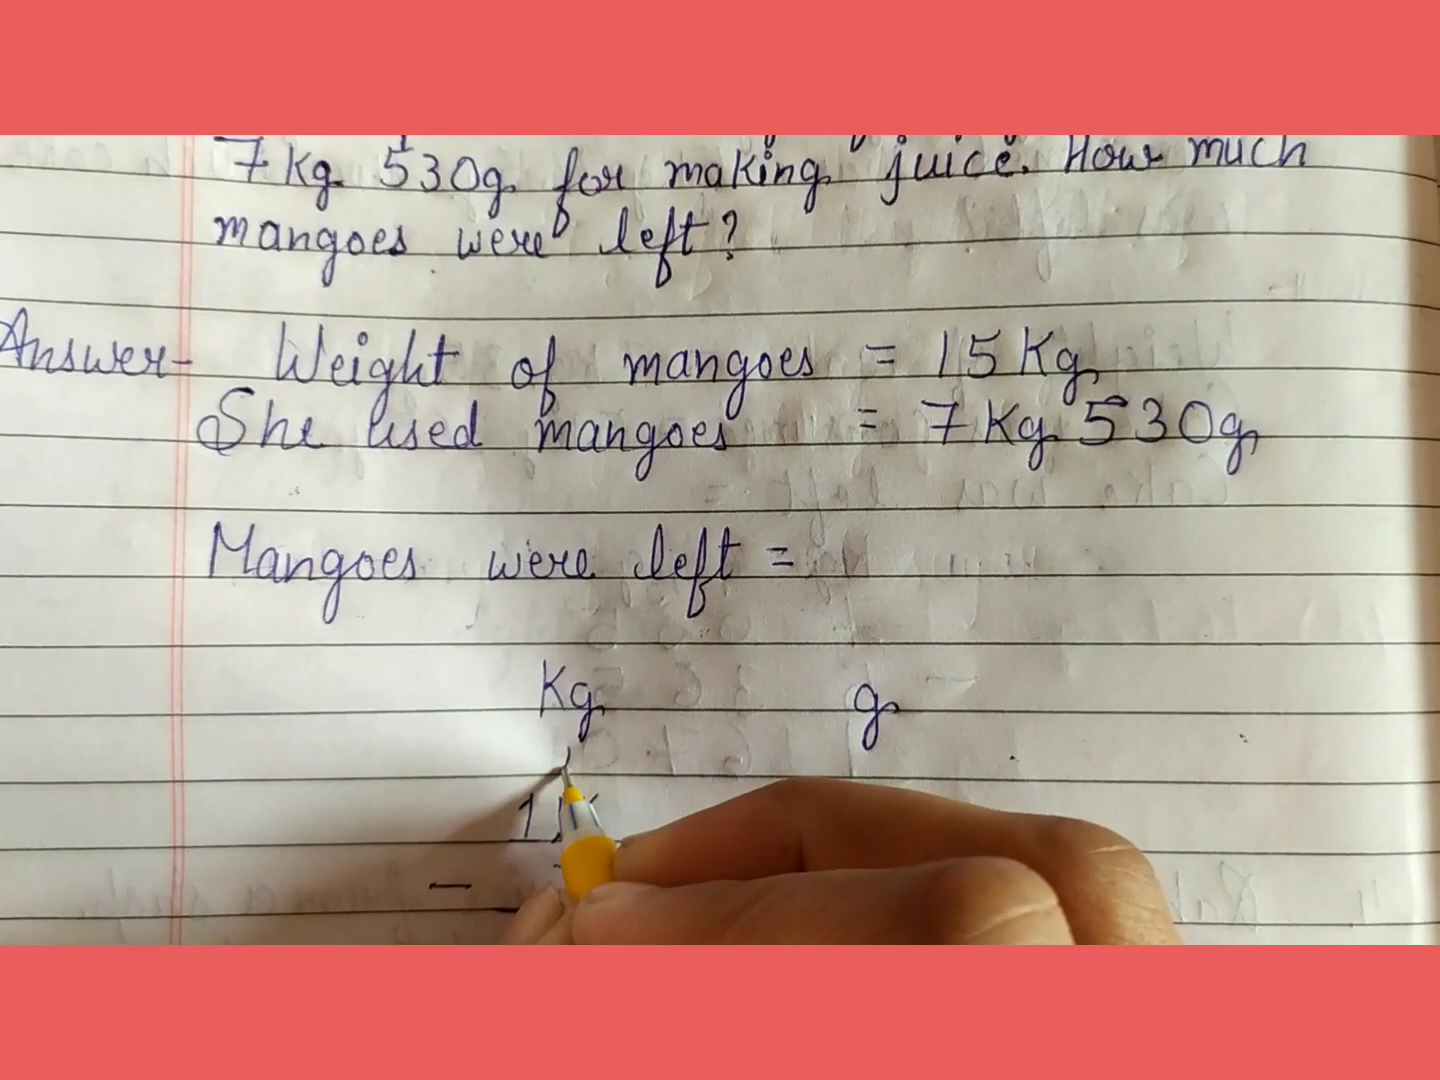 7 Kg 530g for making juice. How much
mangoes were left?
Answer- Weight of mangoes = 15 Kg
She used mangoes = 7 Kg 530g
Mangoes were left =
Kg g
1
-